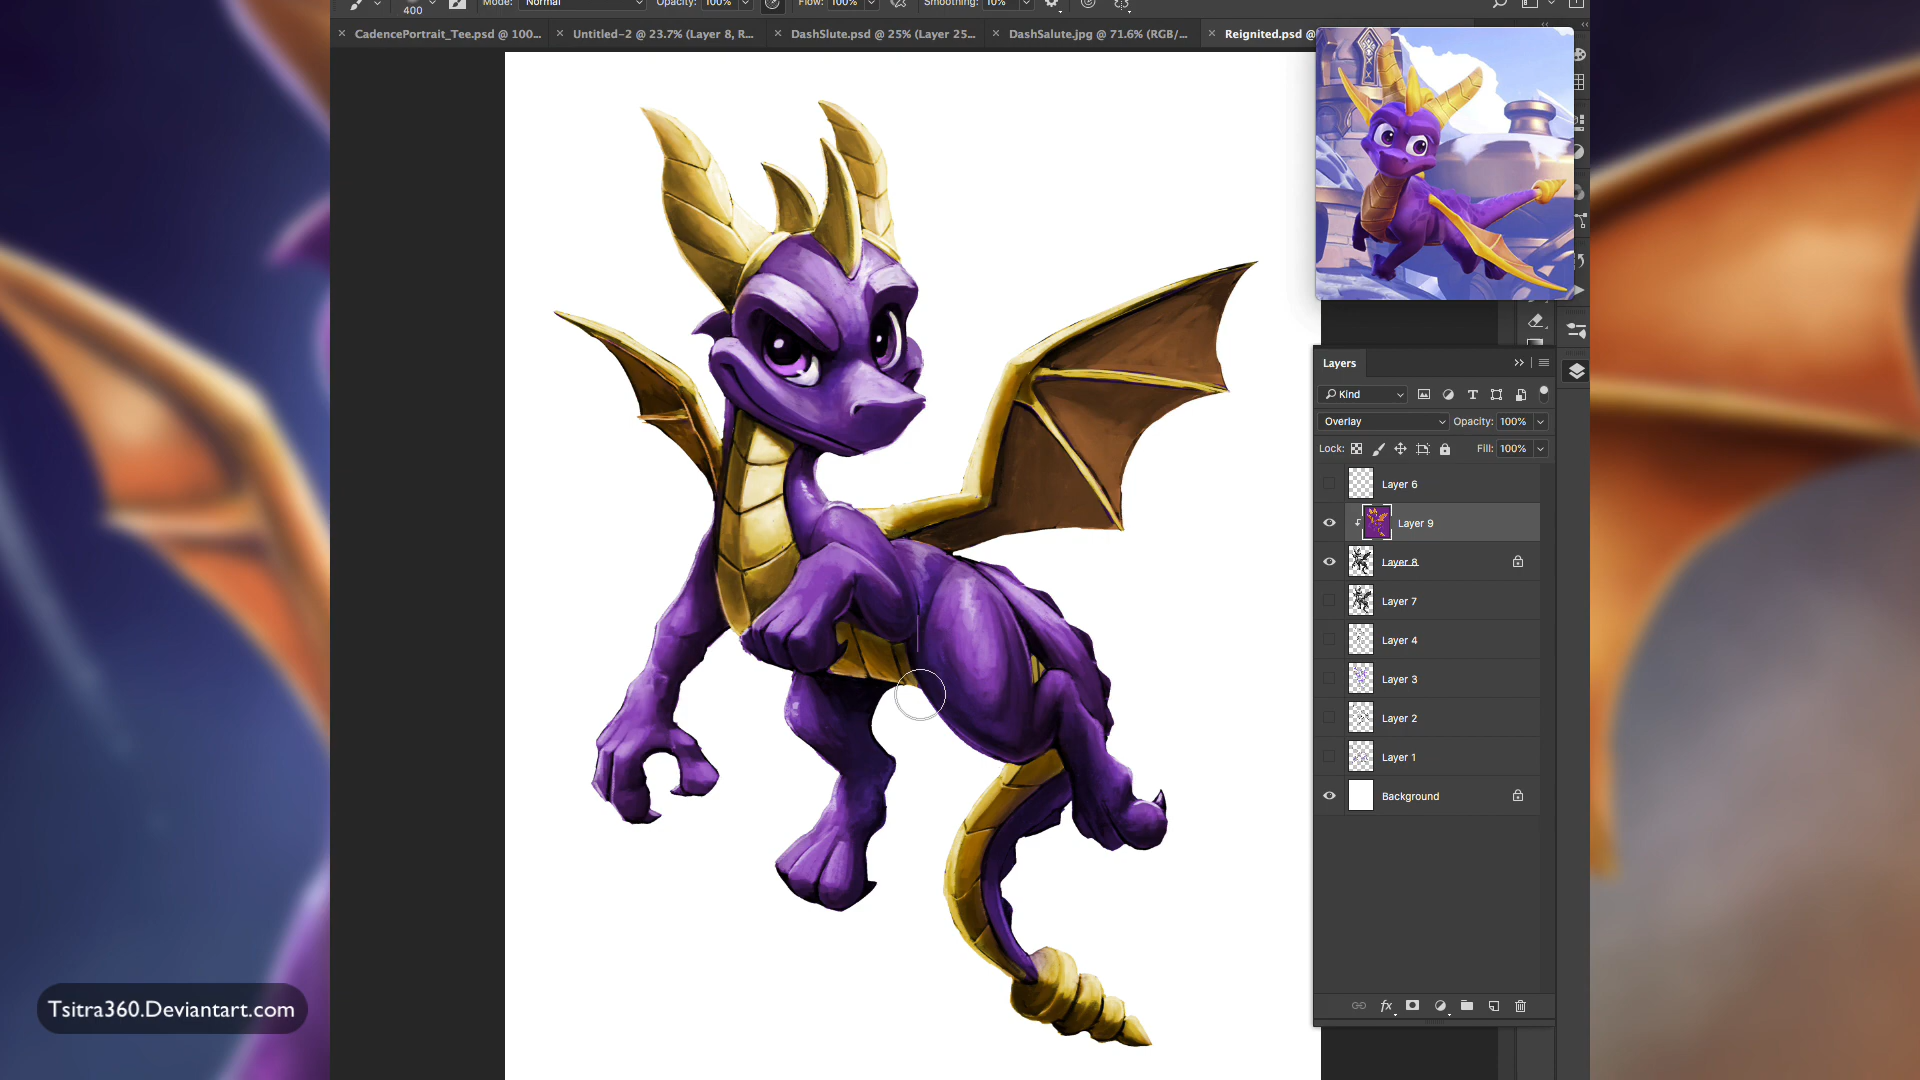 400 Mode: Normal Opacity: 100% Flow: 100% Smoothing: 10%
CadencePortrait_Tee.psd @ 100... Untitled-2 @ 23.7% (Layer 8, R... DashSlute.psd @ 25% (Layer 25... DashSalute.jpg @ 71.6% (RGB/... Reignited.psd @
Layers
Kind
Overlay Opacity: 100%
Lock: Fill: 100%
Layer 6
Layer 9
Layer 8
Layer 7
Layer 4
Layer 3
Layer 2
Layer 1
Background
fx
Tsitra360.Deviantart.com